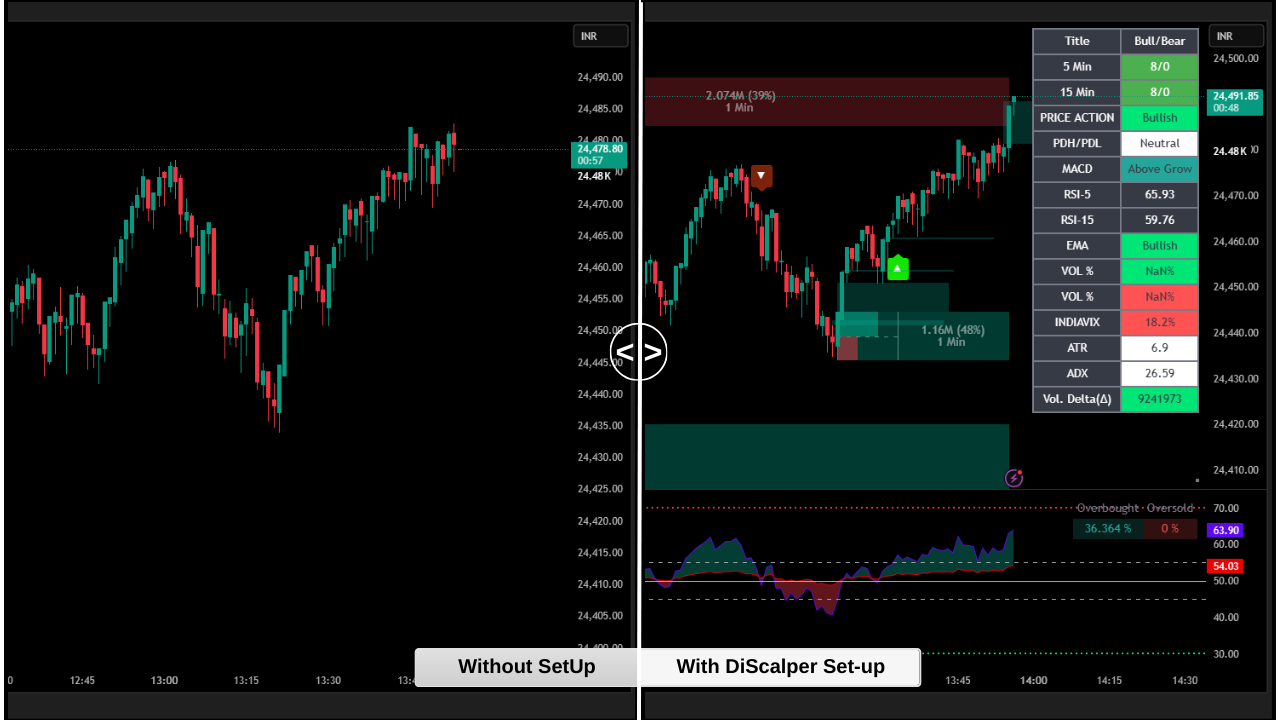 INR
24,490.00
24,485.00
24,480.00
24,478.80
00:57
24.48K
24,470.00
24,465.00
24,460.00
24,455.00
24,450.00
24,445.00
24,440.00
24,435.00
24,430.00
24,425.00
24,420.00
24,415.00
24,410.00
24,405.00
24,400.00
12:45 13:00 13:15 13:30
< >
2.074M (39%)
1 Min
1.16M (48%)
1 Min
Title Bull/Bear
5 Min 8/0
15 Min 8/0
PRICE ACTION Bullish
PDH/PDL Neutral
MACD Above Grow
RSI-5 65.93
RSI-15 59.76
EMA Bullish
VOL % NaN%
VOL % NaN%
INDIAVIX 18.2%
ATR 6.9
ADX 26.59
Vol. Delta(Δ) 9241973
INR
24,500.00
24,491.85
00:48
24.48K
24,470.00
24,460.00
24,450.00
24,440.00
24,430.00
24,420.00
24,410.00
Overbought Oversold
36.364 % 0 %
70.00
63.90
60.00
54.03
50.00
40.00
30.00
13:45 14:00 14:15 14:30
Without SetUp
With DiScalper Set-up